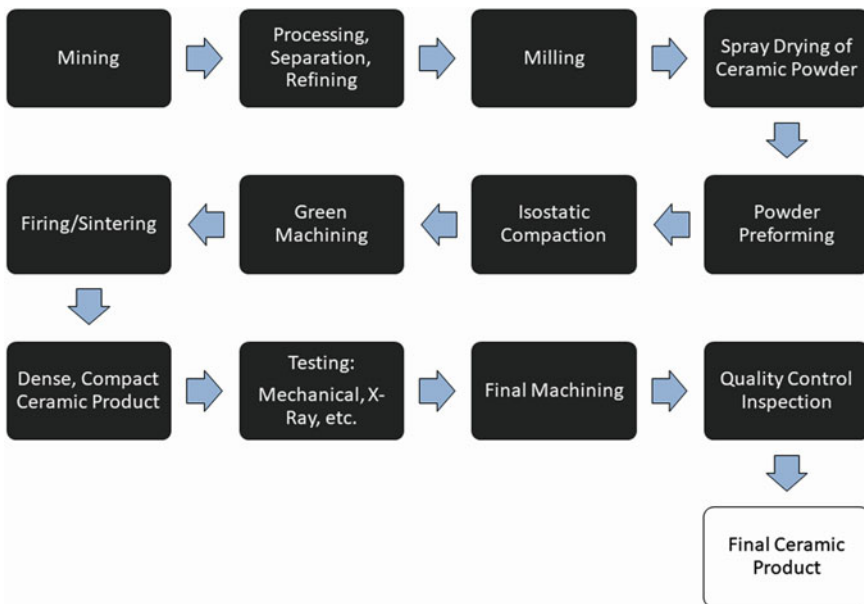 Mining
Processing,
Separation,
Refining
Milling
Spray Drying of
Ceramic Powder
Firing/Sintering
Green
Machining
Isostatic
Compaction
Powder
Preforming
Dense, Compact
Ceramic Product
Testing:
Mechanical, X-
Ray, etc.
Final Machining
Quality Control
Inspection
Final Ceramic
Product